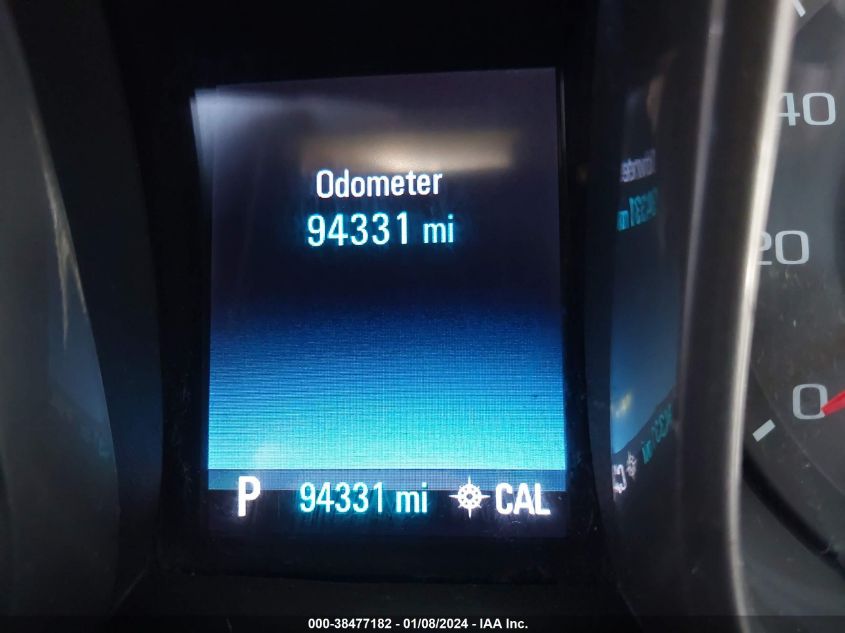 Odometer
94331 mi
40
20
0
P 94331 mi CAL
000-38477182 - 01/08/2024 - IAA Inc.